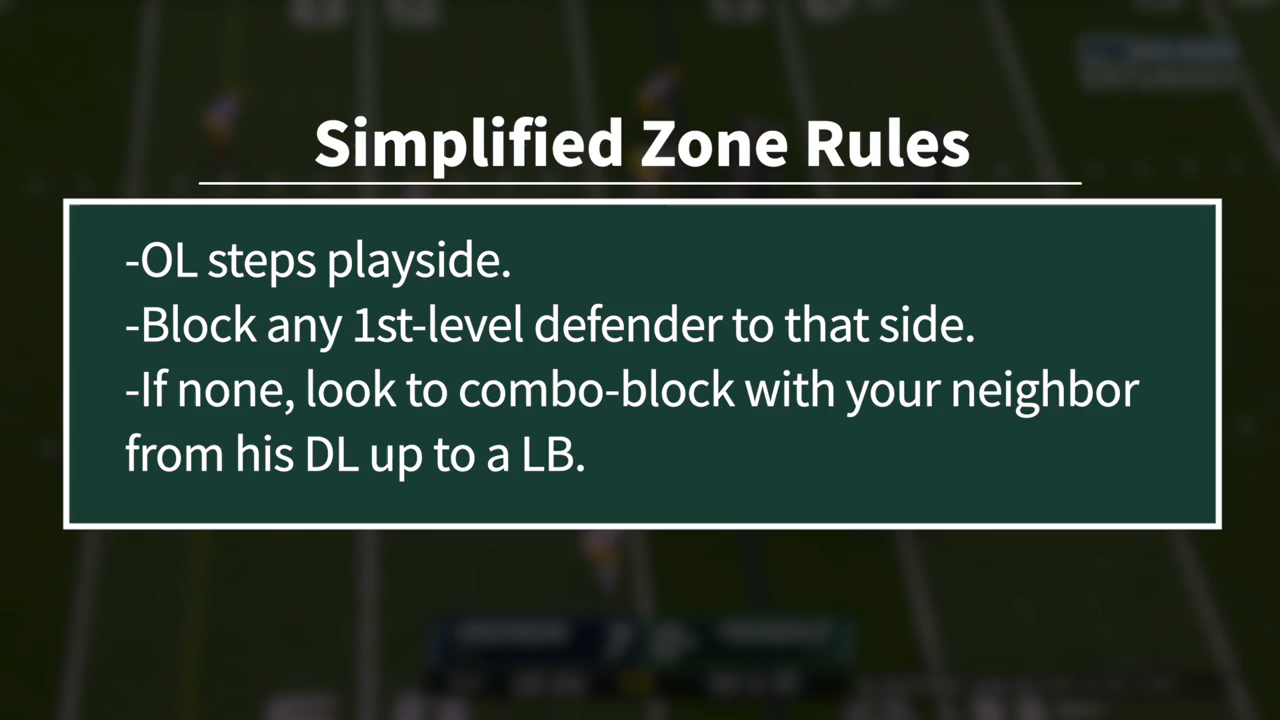 Simplified Zone Rules
-OL steps playside.
-Block any 1st-level defender to that side.
-If none, look to combo-block with your neighbor
from his DL up to a LB.